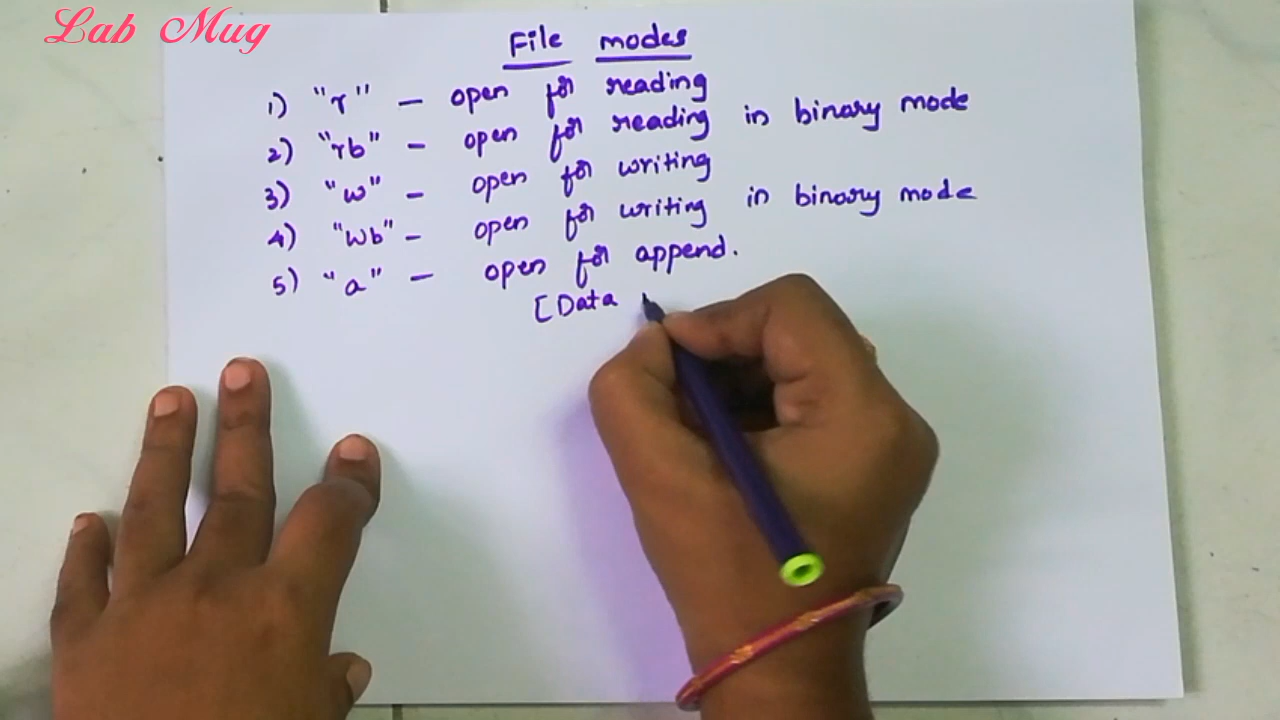 Lab Mug
File modes
1) "r" - open for reading
2) "rb" - open for reading in binary mode
3) "w" - open for writing
4) "wb" - open for writing in binary mode
5) "a" - open for append.
[Data